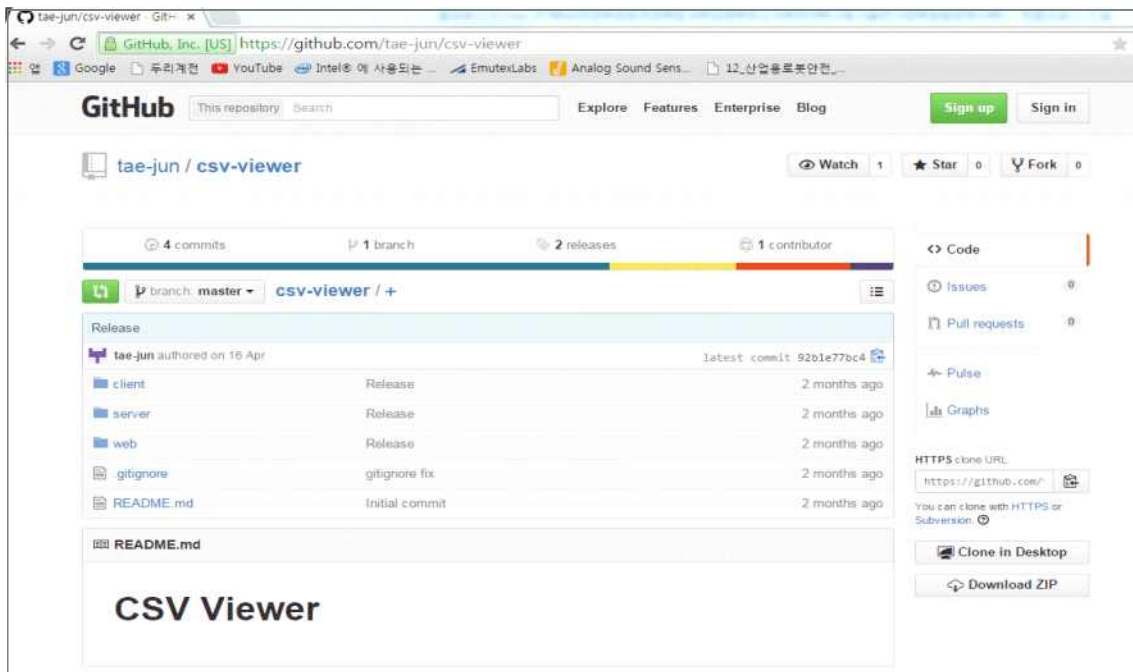 tae-jun/csv-viewer · GitH
GitHub, Inc. [US] https://github.com/tae-jun/csv-viewer
앱 Google 두리계전 YouTube Intel® 에 사용되는 ... EmutexLabs Analog Sound Sens... 12_산업용로봇안전_...
GitHub This repository Search Explore Features Enterprise Blog Sign up Sign in
tae-jun / csv-viewer Watch 1 Star 0 Fork 0
4 commits 1 branch 2 releases 1 contributor
branch: master csv-viewer / +
Release
tae-jun authored on 16 Apr latest commit 92b1e77bc4
client Release 2 months ago
server Release 2 months ago
web Release 2 months ago
.gitignore gitignore fix 2 months ago
README.md Initial commit 2 months ago
README.md
CSV Viewer
<> Code
Issues 0
Pull requests 0
Pulse
Graphs
HTTPS clone URL
https://github.com/
You can clone with HTTPS or
Subversion.
Clone in Desktop
Download ZIP